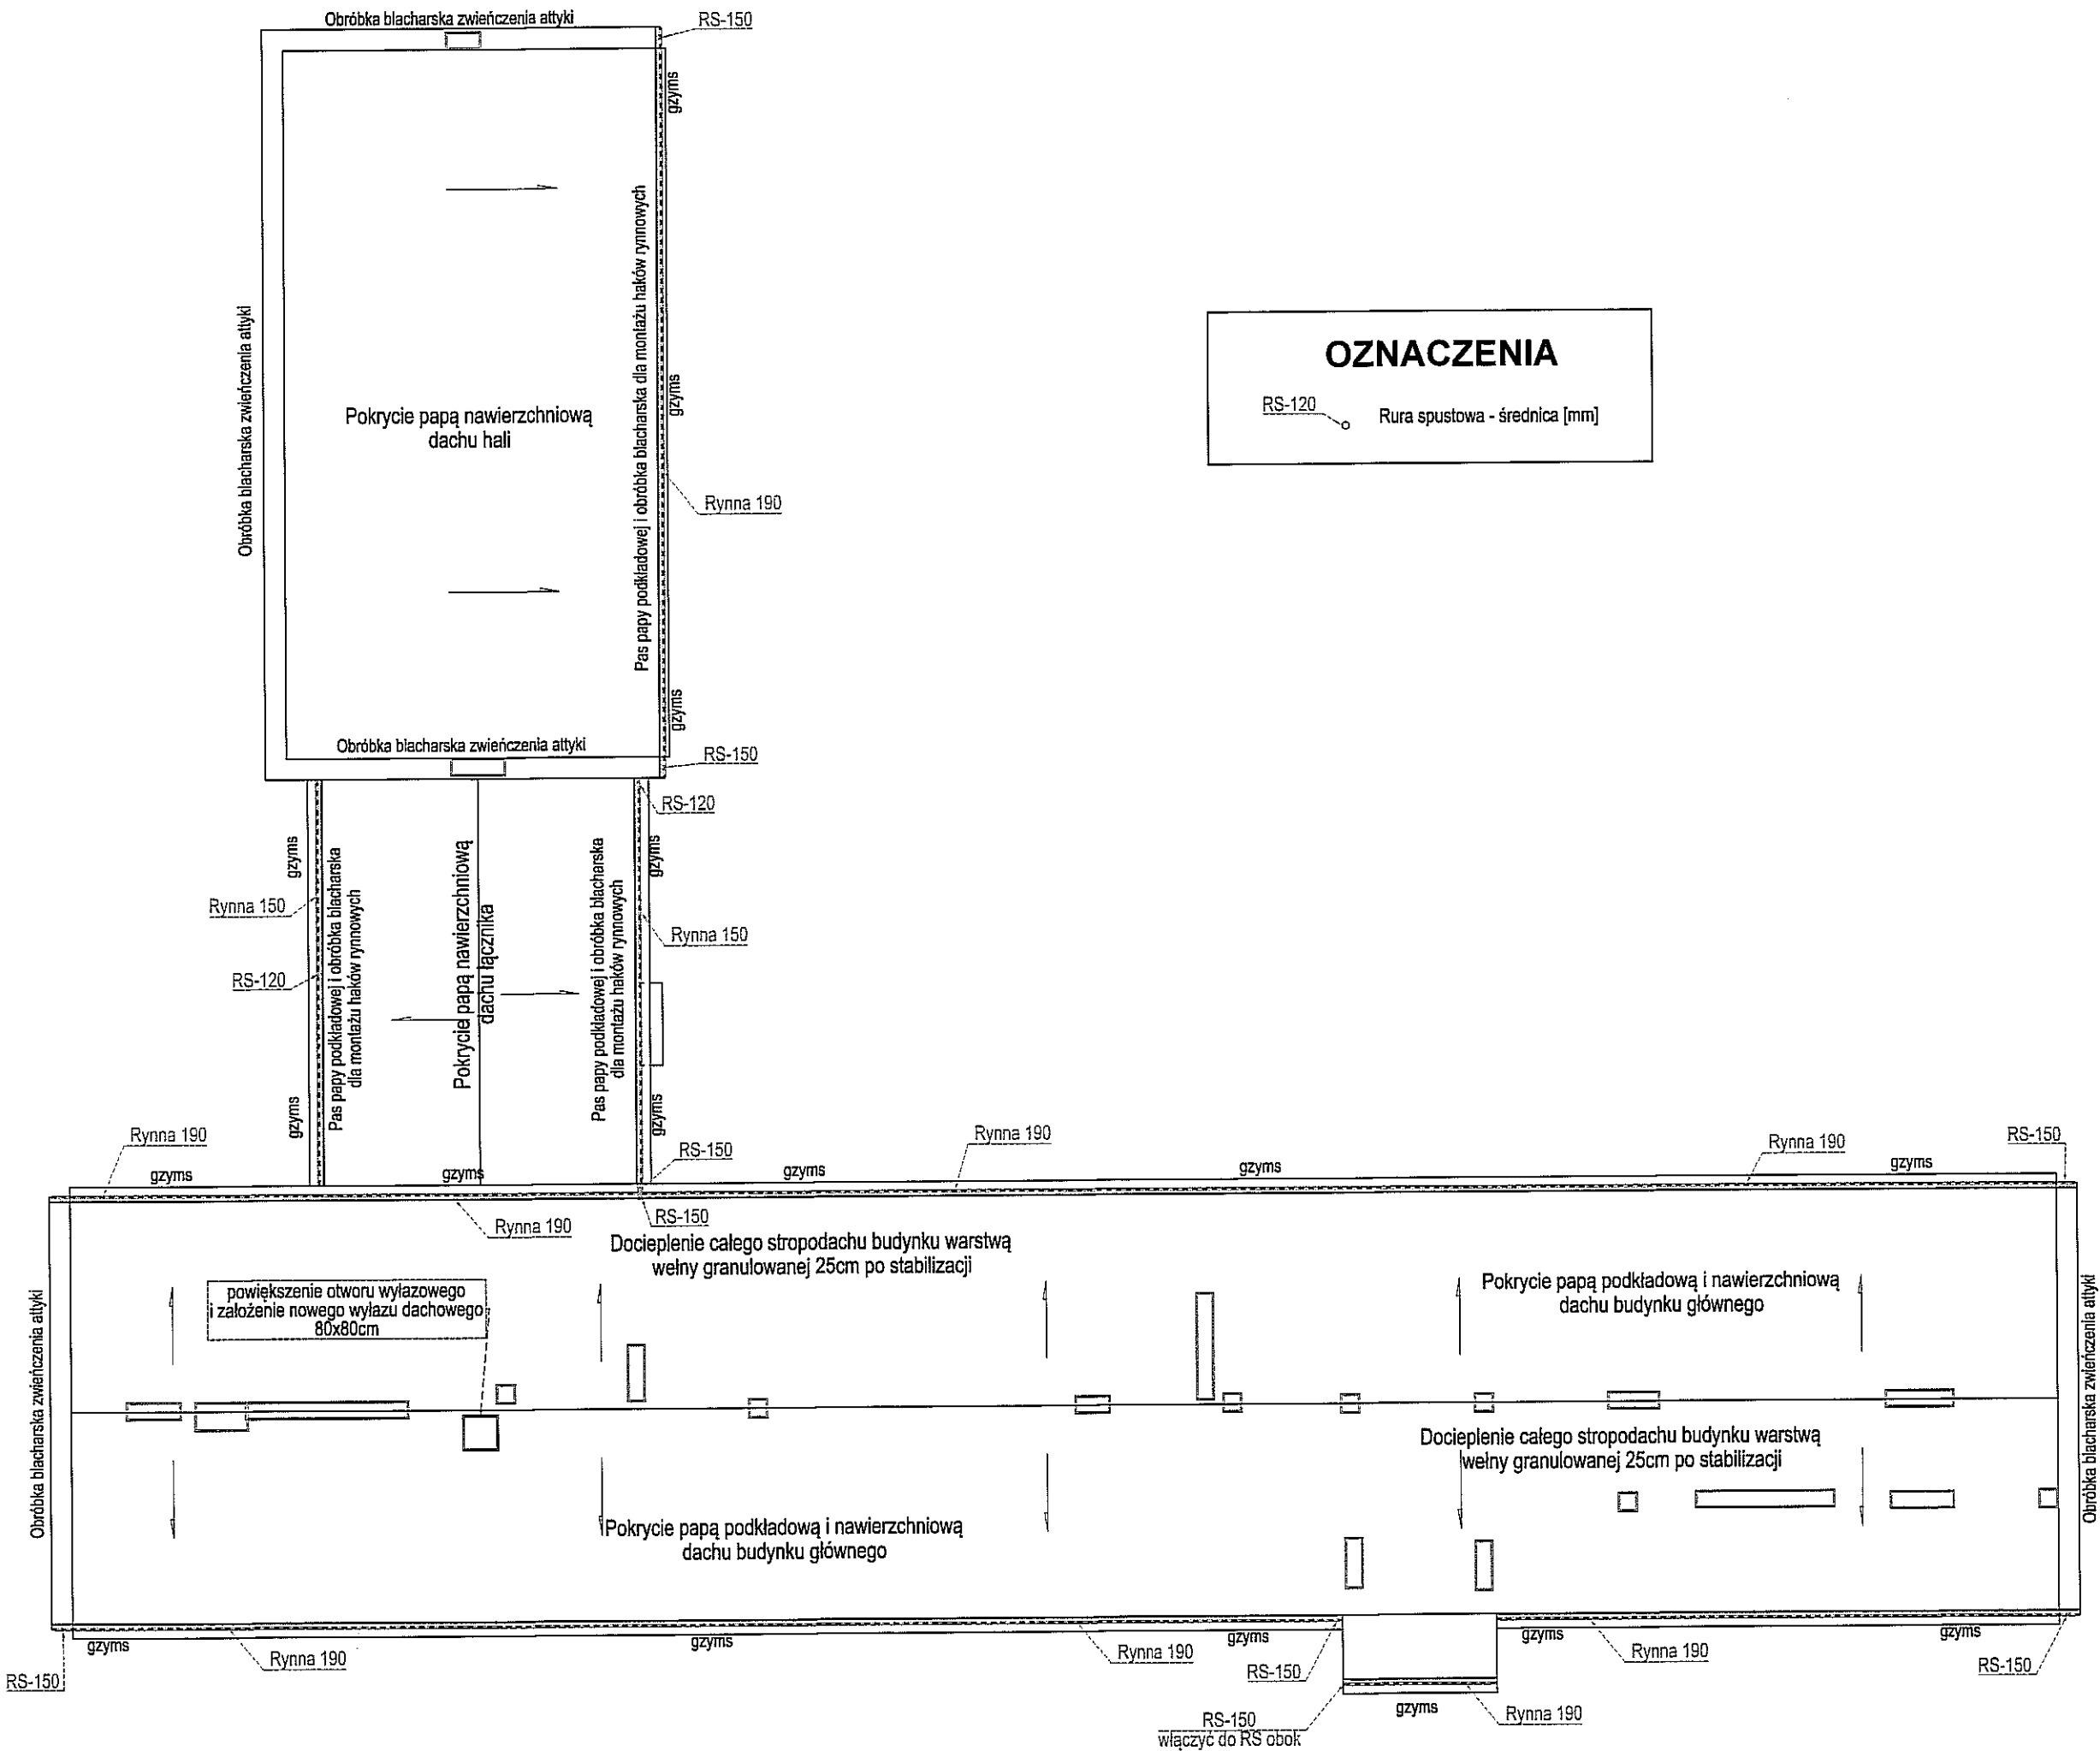 Obróbka blacharska zwieńczenia attyki
RS-150
gzyms
Obróbka blacharska zwieńczenia attyki
Pokrycie papą nawierzchniową
dachu hali
Pas papy podkładowej i obróbka blacharska dla montażu haków rynnowych
gzyms
Rynna 190
gzyms
OZNACZENIA
RS-120
Rura spustowa - średnica [mm]
Obróbka blacharska zwieńczenia attyki
RS-150
RS-120
gzyms
Rynna 150
RS-120
gzyms
Pas papy podkładowej i obróbka blacharska
dla montażu haków rynnowych
Pokrycie papą nawierzchniową
dachu łącznika
Pas papy podkładowej i obróbka blacharska
dla montażu haków rynnowych
gzyms
Rynna 150
gzyms
RS-150
Rynna 190
gzyms
gzyms
gzyms
Rynna 190
gzyms
Rynna 190
gzyms
RS-150
Rynna 190
RS-150
Docieplenie całego stropodachu budynku warstwą
wełny granulowanej 25cm po stabilizacji
Pokrycie papą podkładową i nawierzchniową
dachu budynku głównego
powiększenie otworu wyłazowego
i założenie nowego wyłazu dachowego
80x80cm
Obróbka blacharska zwieńczenia attyki
Obróbka blacharska zwieńczenia attyki
Docieplenie całego stropodachu budynku warstwą
wełny granulowanej 25cm po stabilizacji
Pokrycie papą podkładową i nawierzchniową
dachu budynku głównego
RS-150
gzyms
Rynna 190
gzyms
Rynna 190
gzyms
RS-150
gzyms
Rynna 190
gzyms
RS-150
RS-150
włączyć do RS obok
gzyms
Rynna 190